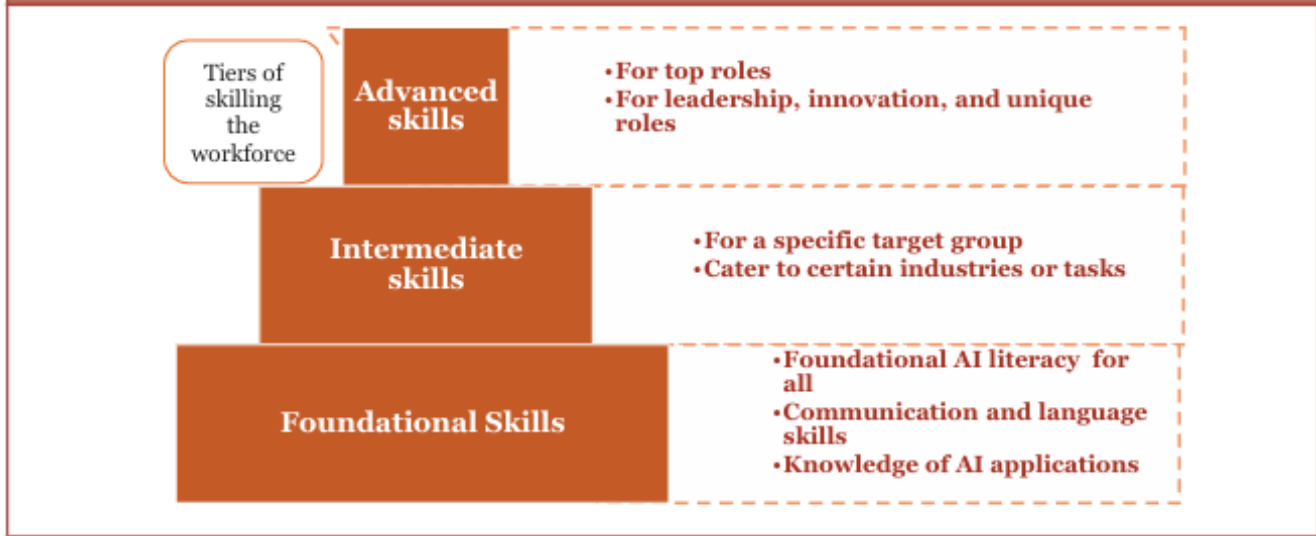 Tiers of
skilling
the
workforce
Advanced
skills
•For top roles
•For leadership, innovation, and unique
roles
Intermediate
skills
•For a specific target group
•Cater to certain industries or tasks
Foundational Skills
•Foundational AI literacy for
all
•Communication and language
skills
•Knowledge of AI applications